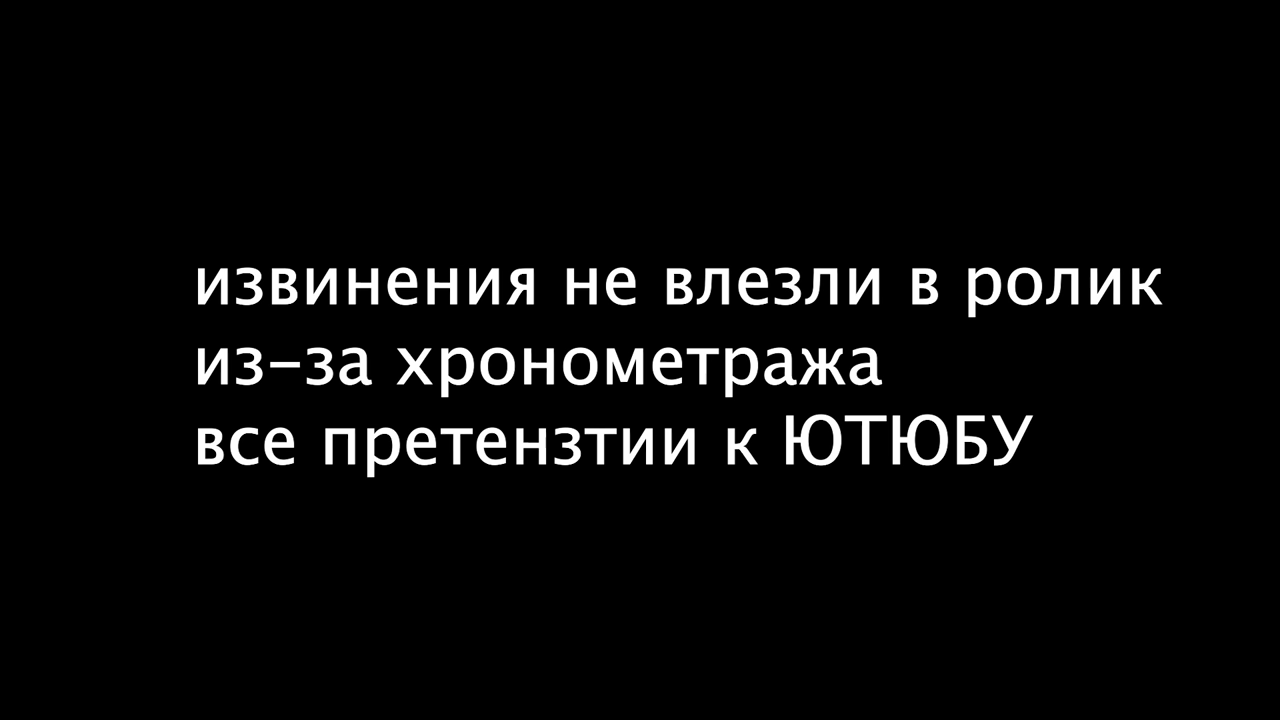 извинения не влезли в ролик
из-за хронометража
все претензтии к ЮТЮБУ